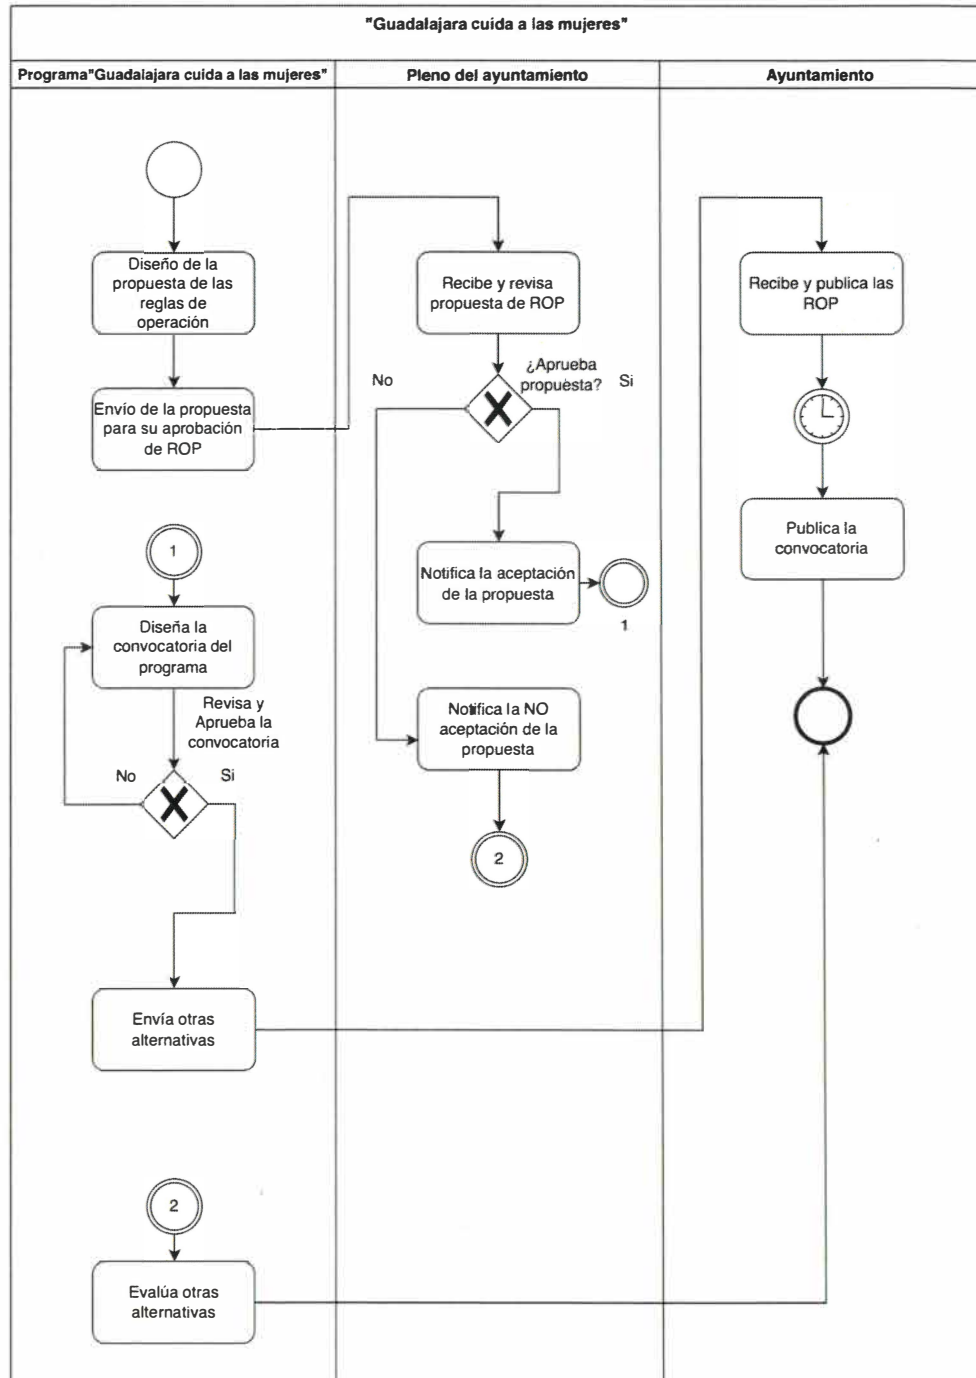 "Guadalajara cuida a las mujeres"
Programa"Guadalajara cuida a las mujeres"
Pleno del ayuntamiento
Ayuntamiento
Diseño de la
propuesta de las
reglas de
operación
Envío de la propuesta
para su aprobación
de ROP
1
Diseña la
convocatoria del
programa
Revisa y
Aprueba la
convocatoria
No
Si
Envía otras
alternativas
2
Evalúa otras
alternativas
Recibe y revisa
propuesta de ROP
¿Aprueba
propuesta?
No
Si
Notifica la aceptación
de la propuesta
1
Notifica la NO
aceptación de la
propuesta
2
Recibe y publica las
ROP
Publica la
convocatoria